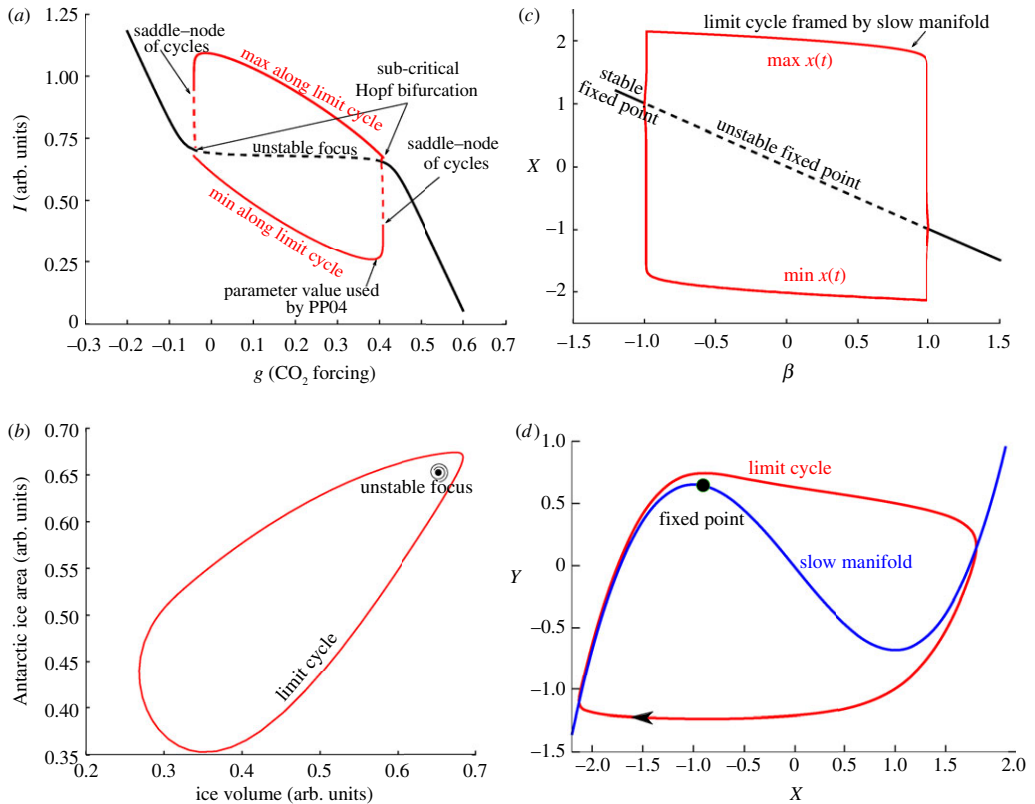 (a)
1.25
1.00
0.75
0.50
0.25
0
I (arb. units)
saddle–node
of cycles
max along limit cycle
sub-critical
Hopf bifurcation
unstable focus
saddle–node
of cycles
min along limit cycle
parameter value used
by PP04
–0.3 –0.2 –0.1 0 0.1 0.2 0.3 0.4 0.5 0.6 0.7
g (CO2 forcing)
(c)
3
2
1
0
–1
–2
X
limit cycle framed by slow manifold
max x(t)
stable
fixed point
unstable fixed point
min x(t)
–1.5 –1.0 –0.5 0 0.5 1.0 1.5
β
(b)
0.70
0.65
0.60
0.55
0.50
0.45
0.40
0.35
Antarctic ice area (arb. units)
unstable focus
limit cycle
0.2 0.3 0.4 0.5 0.6 0.7
ice volume (arb. units)
(d)
1.0
0.5
0
–0.5
–1.0
–1.5
Y
limit cycle
fixed point
slow manifold
–2.0 –1.5 –1.0 –0.5 0 0.5 1.0 1.5 2.0
X